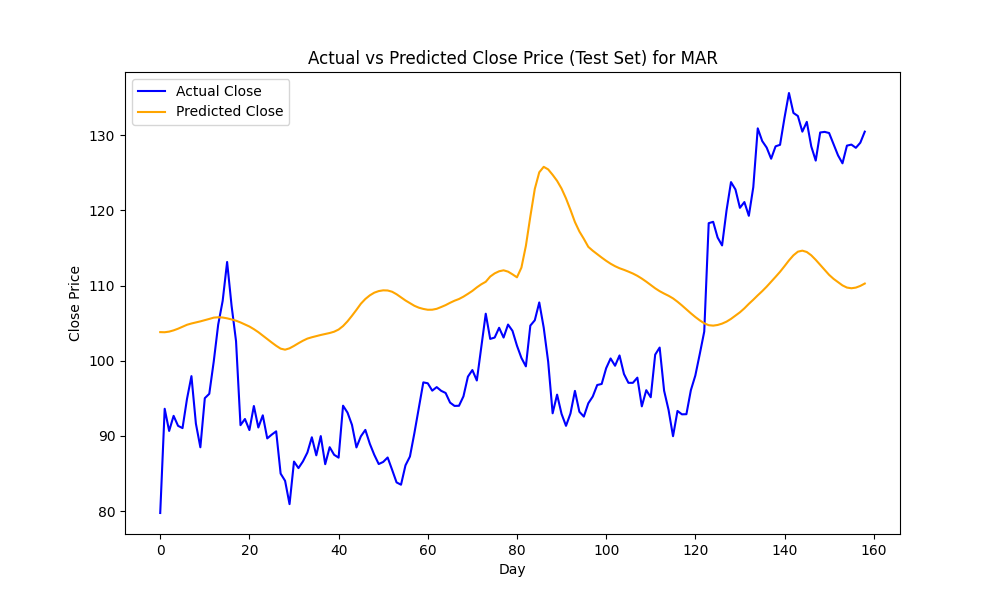 Actual vs Predicted Close Price (Test Set) for MAR
Actual Close
Predicted Close
Close Price
130
120
110
100
90
80
0 20 40 60 80 100 120 140 160
Day